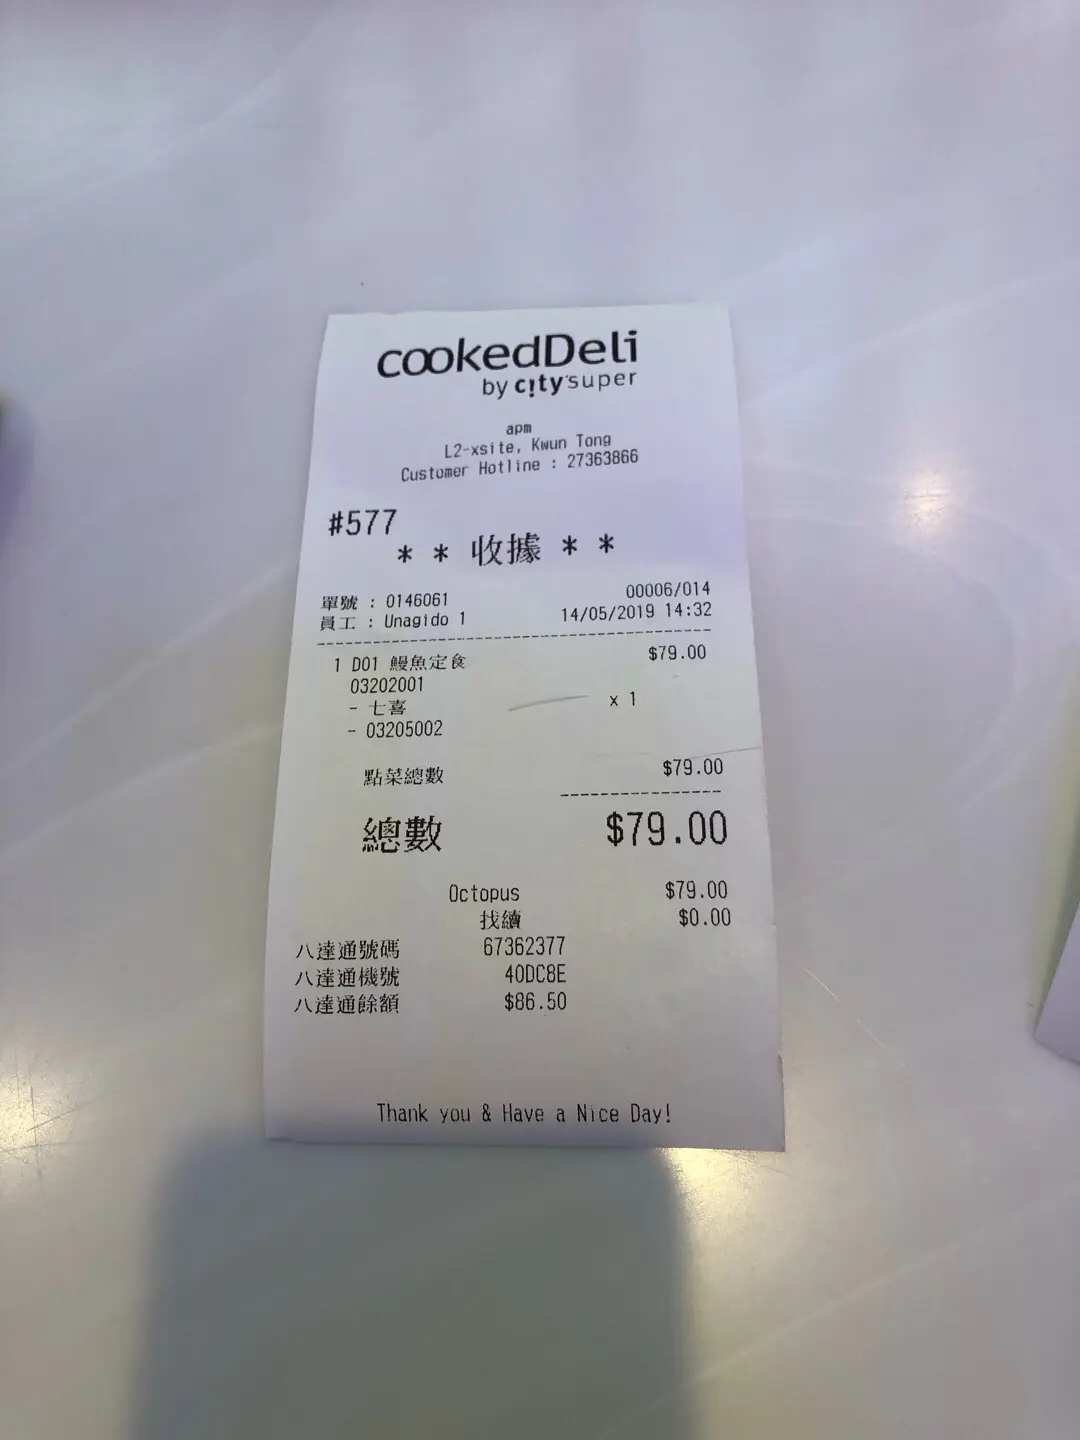 cookedDeli
by c!ty'super
apm
L2-xsite, Kwun Tong
Customer Hotline : 27363866
#577
* * 收據 * *
00006/014
單號 : 0146061
員工 : Unagido 1 14/05/2019 14:32
1 D01 鰻魚定食 $79.00
03202001
- 七喜 x 1
- 03205002
點菜總數 $79.00
總數 $79.00
Octopus $79.00
找續 $0.00
八達通號碼 67362377
八達通機號 40DC8E
八達通餘額 $86.50
Thank you & Have a Nice Day!